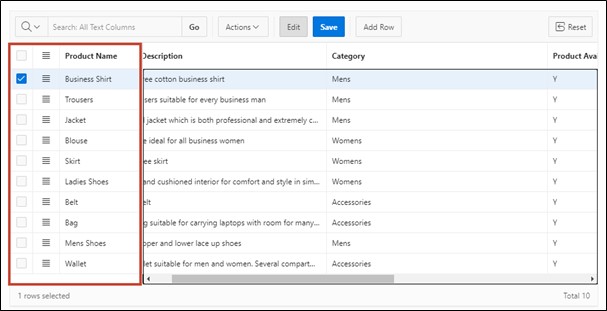 Search: All Text Columns Go Actions Edit Save Add Row Reset
Product Name Description Category Product Avai
Business Shirt ree cotton business shirt Mens Y
Trousers sers suitable for every business man Mens Y
Jacket l jacket which is both professional and extremely c... Mens Y
Blouse e ideal for all business women Womens Y
Skirt ee skirt Womens Y
Ladies Shoes and cushioned interior for comfort and style in sim... Womens Y
Belt elt Accessories Y
Bag g suitable for carrying laptops with room for many... Accessories Y
Mens Shoes pper and lower lace up shoes Mens Y
Wallet let suitable for men and women. Several compart... Accessories Y
1 rows selected Total 10